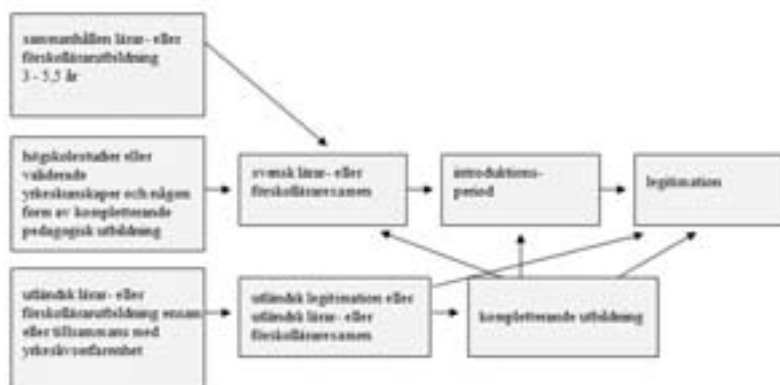 sammanhållen lärar- eller
förskollärarutbildning
3 - 5,5 år
högskolestudier eller
validerade
yrkeskunskaper och någon
form av kompletterande
pedagogisk utbildning
svensk lärar- eller
förskollärarexamen
introduktions-
period
legitimation
utländsk lärar- eller
förskollärarutbildning ensam
eller tillsammans med
yrkeslivserfarenhet
utländsk legitimation eller
utländsk lärar- eller
förskollärarexamen
kompletterande utbildning